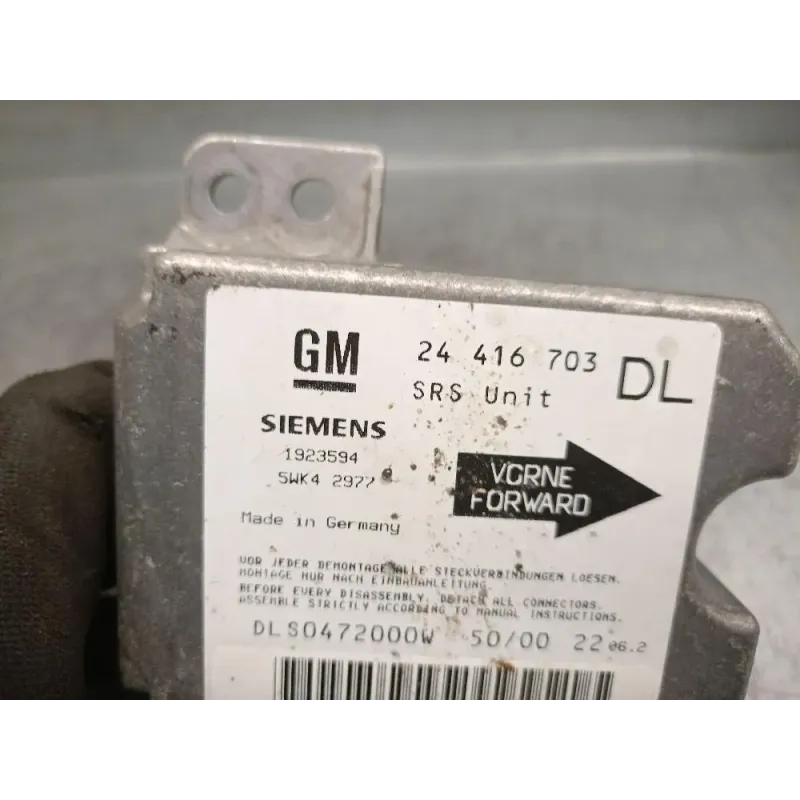 GM 24 416 703 DL
SRS Unit
SIEMENS
1923594
5WK4 2977
VORNE
FORWARD
Made in Germany
VOR JEDER DEMONTAGE ALLE STECKVERBINDUNGEN LOESEN.
MONTAGE NUR NACH EINBAUANLEITUNG.
BEFORE EVERY DISASSEMBLY. DETACH ALL CONNECTORS.
ASSEMBLE STRICTLY ACCORDING TO MANUAL INSTRUCTIONS.
DLS0472000W 50/00 22 06.2